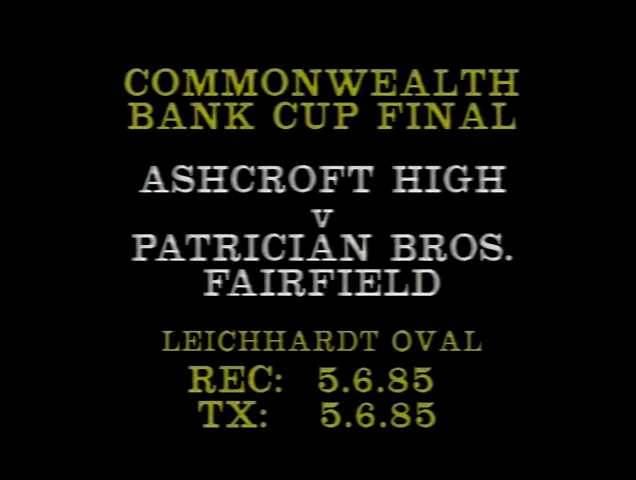 COMMONWEALTH
BANK CUP FINAL
ASHCROFT HIGH
v
PATRICIAN BROS.
FAIRFIELD
LEICHHARDT OVAL
REC: 5.6.85
TX: 5.6.85